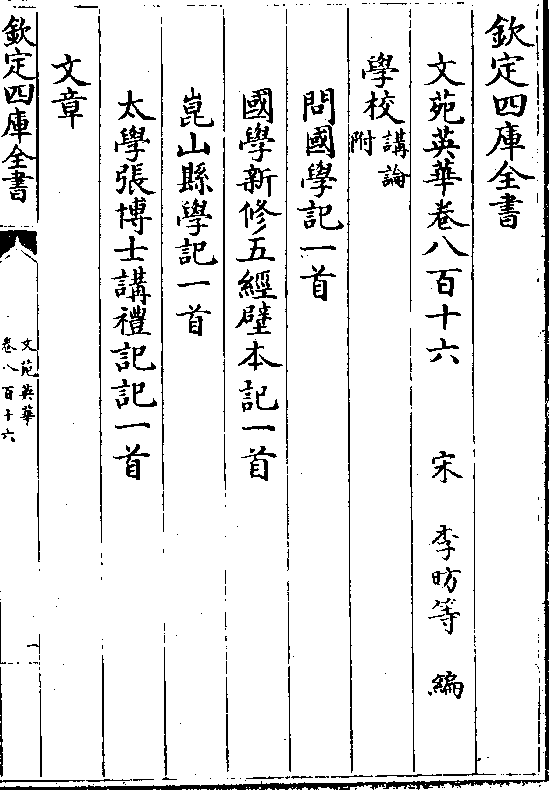 欽定四庫全書
文苑英華卷八百十六　宋　李昉等　編
學校講論附
問國學記一首
國學新修五經壁本記一首
崑山縣學記一首
太學張博士講禮記記一首
文章
欽定四庫全書
文苑英華
卷八百十六
一